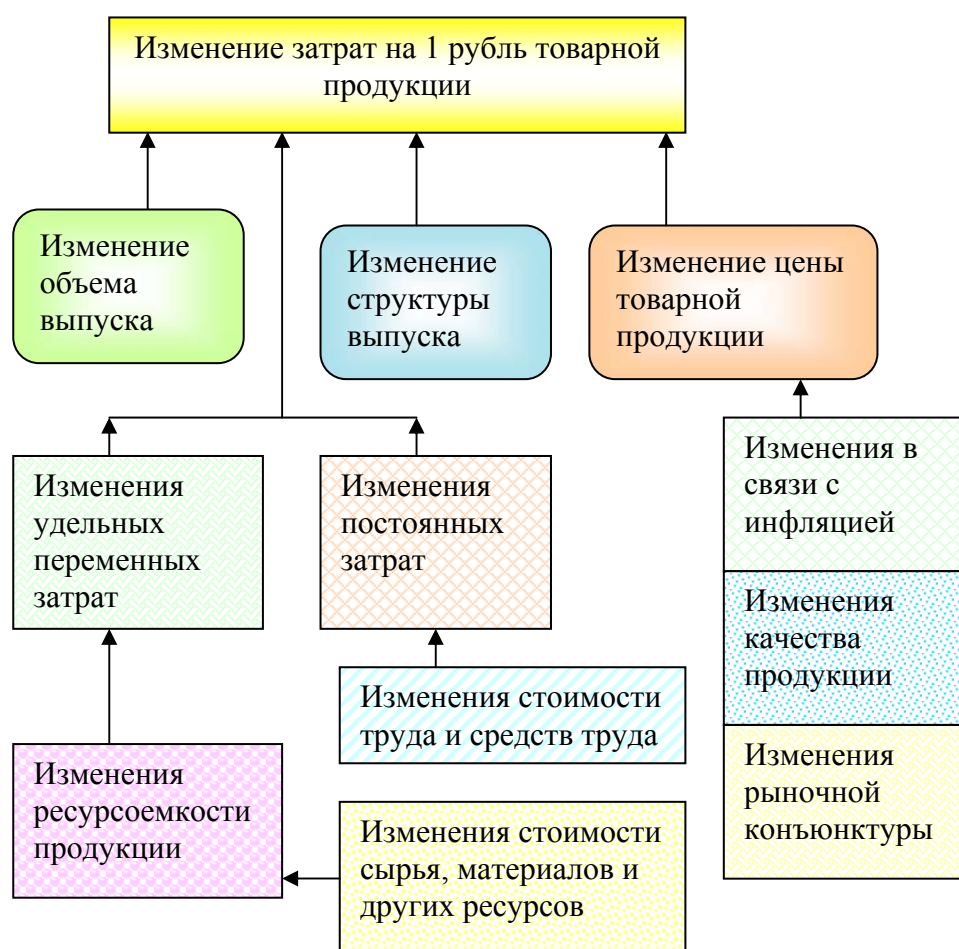 Изменение затрат на 1 рубль товарной
продукции
Изменение
объема
выпуска
Изменение
структуры
выпуска
Изменение цены
товарной
продукции
Изменения
удельных
переменных
затрат
Изменения
постоянных
затрат
Изменения в
связи с
инфляцией
Изменения
качества
продукции
Изменения
рыночной
конъюнктуры
Изменения стоимости
труда и средств труда
Изменения
ресурсоемкости
продукции
Изменения стоимости
сырья, материалов и
других ресурсов